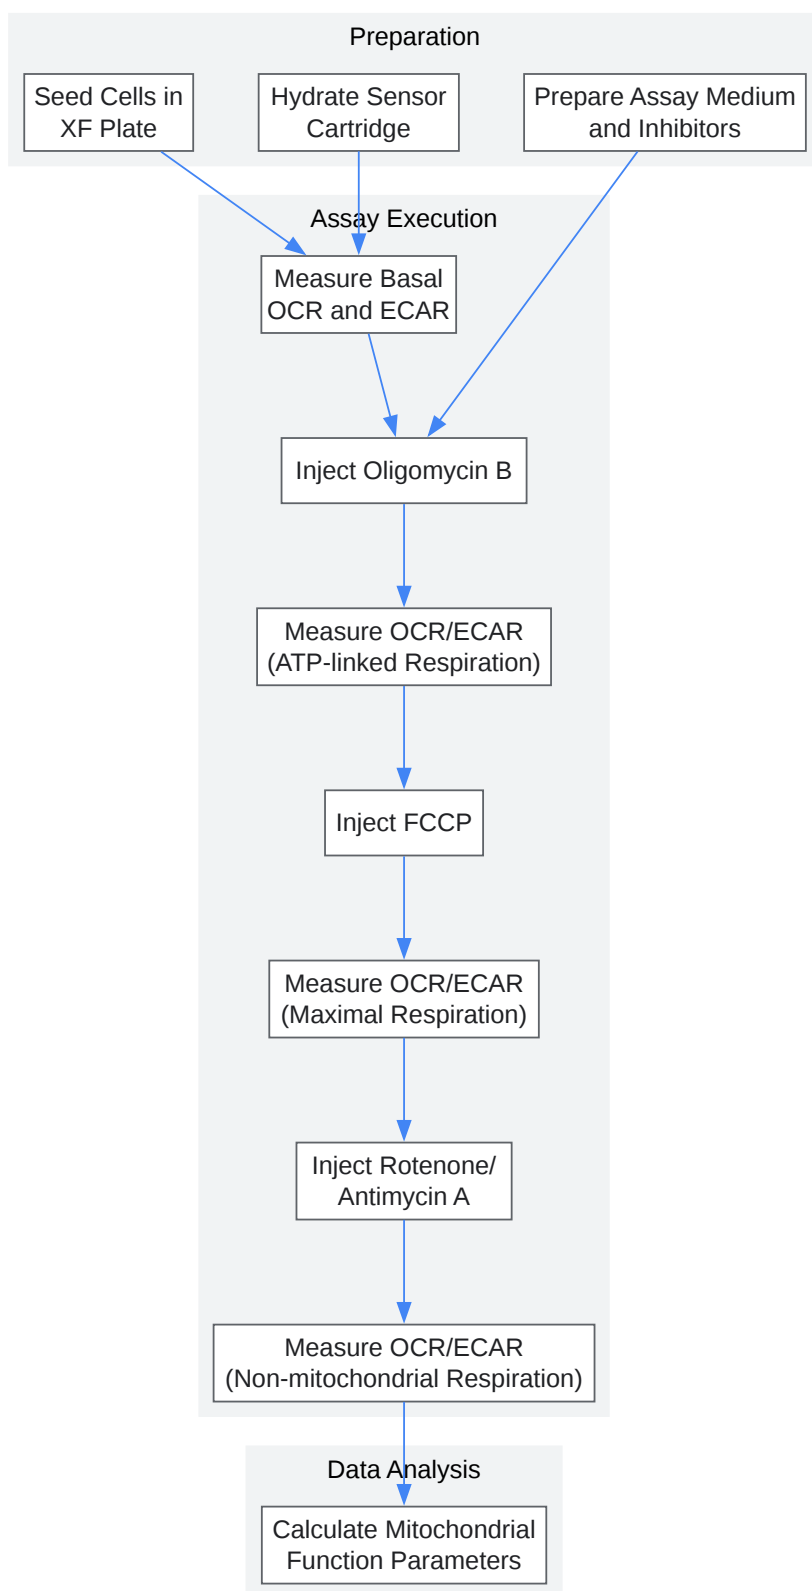 Preparation
Seed Cells in
XF Plate
Hydrate Sensor
Cartridge
Prepare Assay Medium
and Inhibitors
Assay Execution
Measure Basal
OCR and ECAR
Inject Oligomycin B
Measure OCR/ECAR
(ATP-linked Respiration)
Inject FCCP
Measure OCR/ECAR
(Maximal Respiration)
Inject Rotenone/
Antimycin A
Measure OCR/ECAR
(Non-mitochondrial Respiration)
Data Analysis
Calculate Mitochondrial
Function Parameters